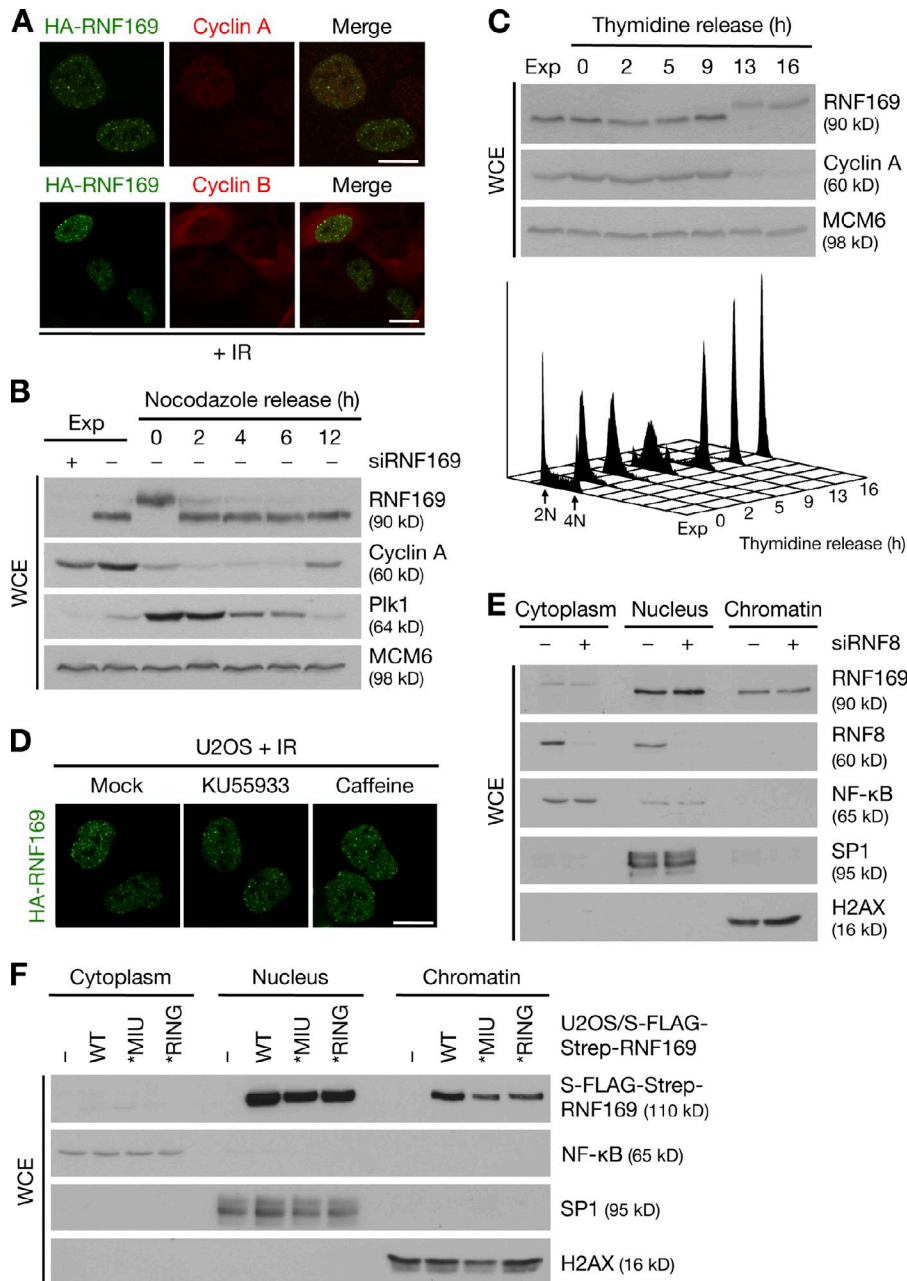 A
HA-RNF169 Cyclin A Merge
HA-RNF169 Cyclin B Merge
+ IR
B
Nocodazole release (h)
Exp 0 2 4 6 12
+ – – – – – – siRNF169
WCE
RNF169
(90 kD)
Cyclin A
(60 kD)
Plk1
(64 kD)
MCM6
(98 kD)
C
Thymidine release (h)
Exp 0 2 5 9 13 16
WCE
RNF169
(90 kD)
Cyclin A
(60 kD)
MCM6
(98 kD)
2N 4N
Exp 0 2 5 9 13 16
Thymidine release (h)
D
U2OS + IR
Mock KU55933 Caffeine
HA-RNF169
E
Cytoplasm Nucleus Chromatin
– + – + – + siRNF8
WCE
RNF169
(90 kD)
RNF8
(60 kD)
NF-κB
(65 kD)
SP1
(95 kD)
H2AX
(16 kD)
F
Cytoplasm Nucleus Chromatin
– WT *MIU *RING – WT *MIU *RING – WT *MIU *RING
U2OS/S-FLAG-
Strep-RNF169
WCE
S-FLAG-Strep-
RNF169 (110 kD)
NF-κB (65 kD)
SP1 (95 kD)
H2AX (16 kD)